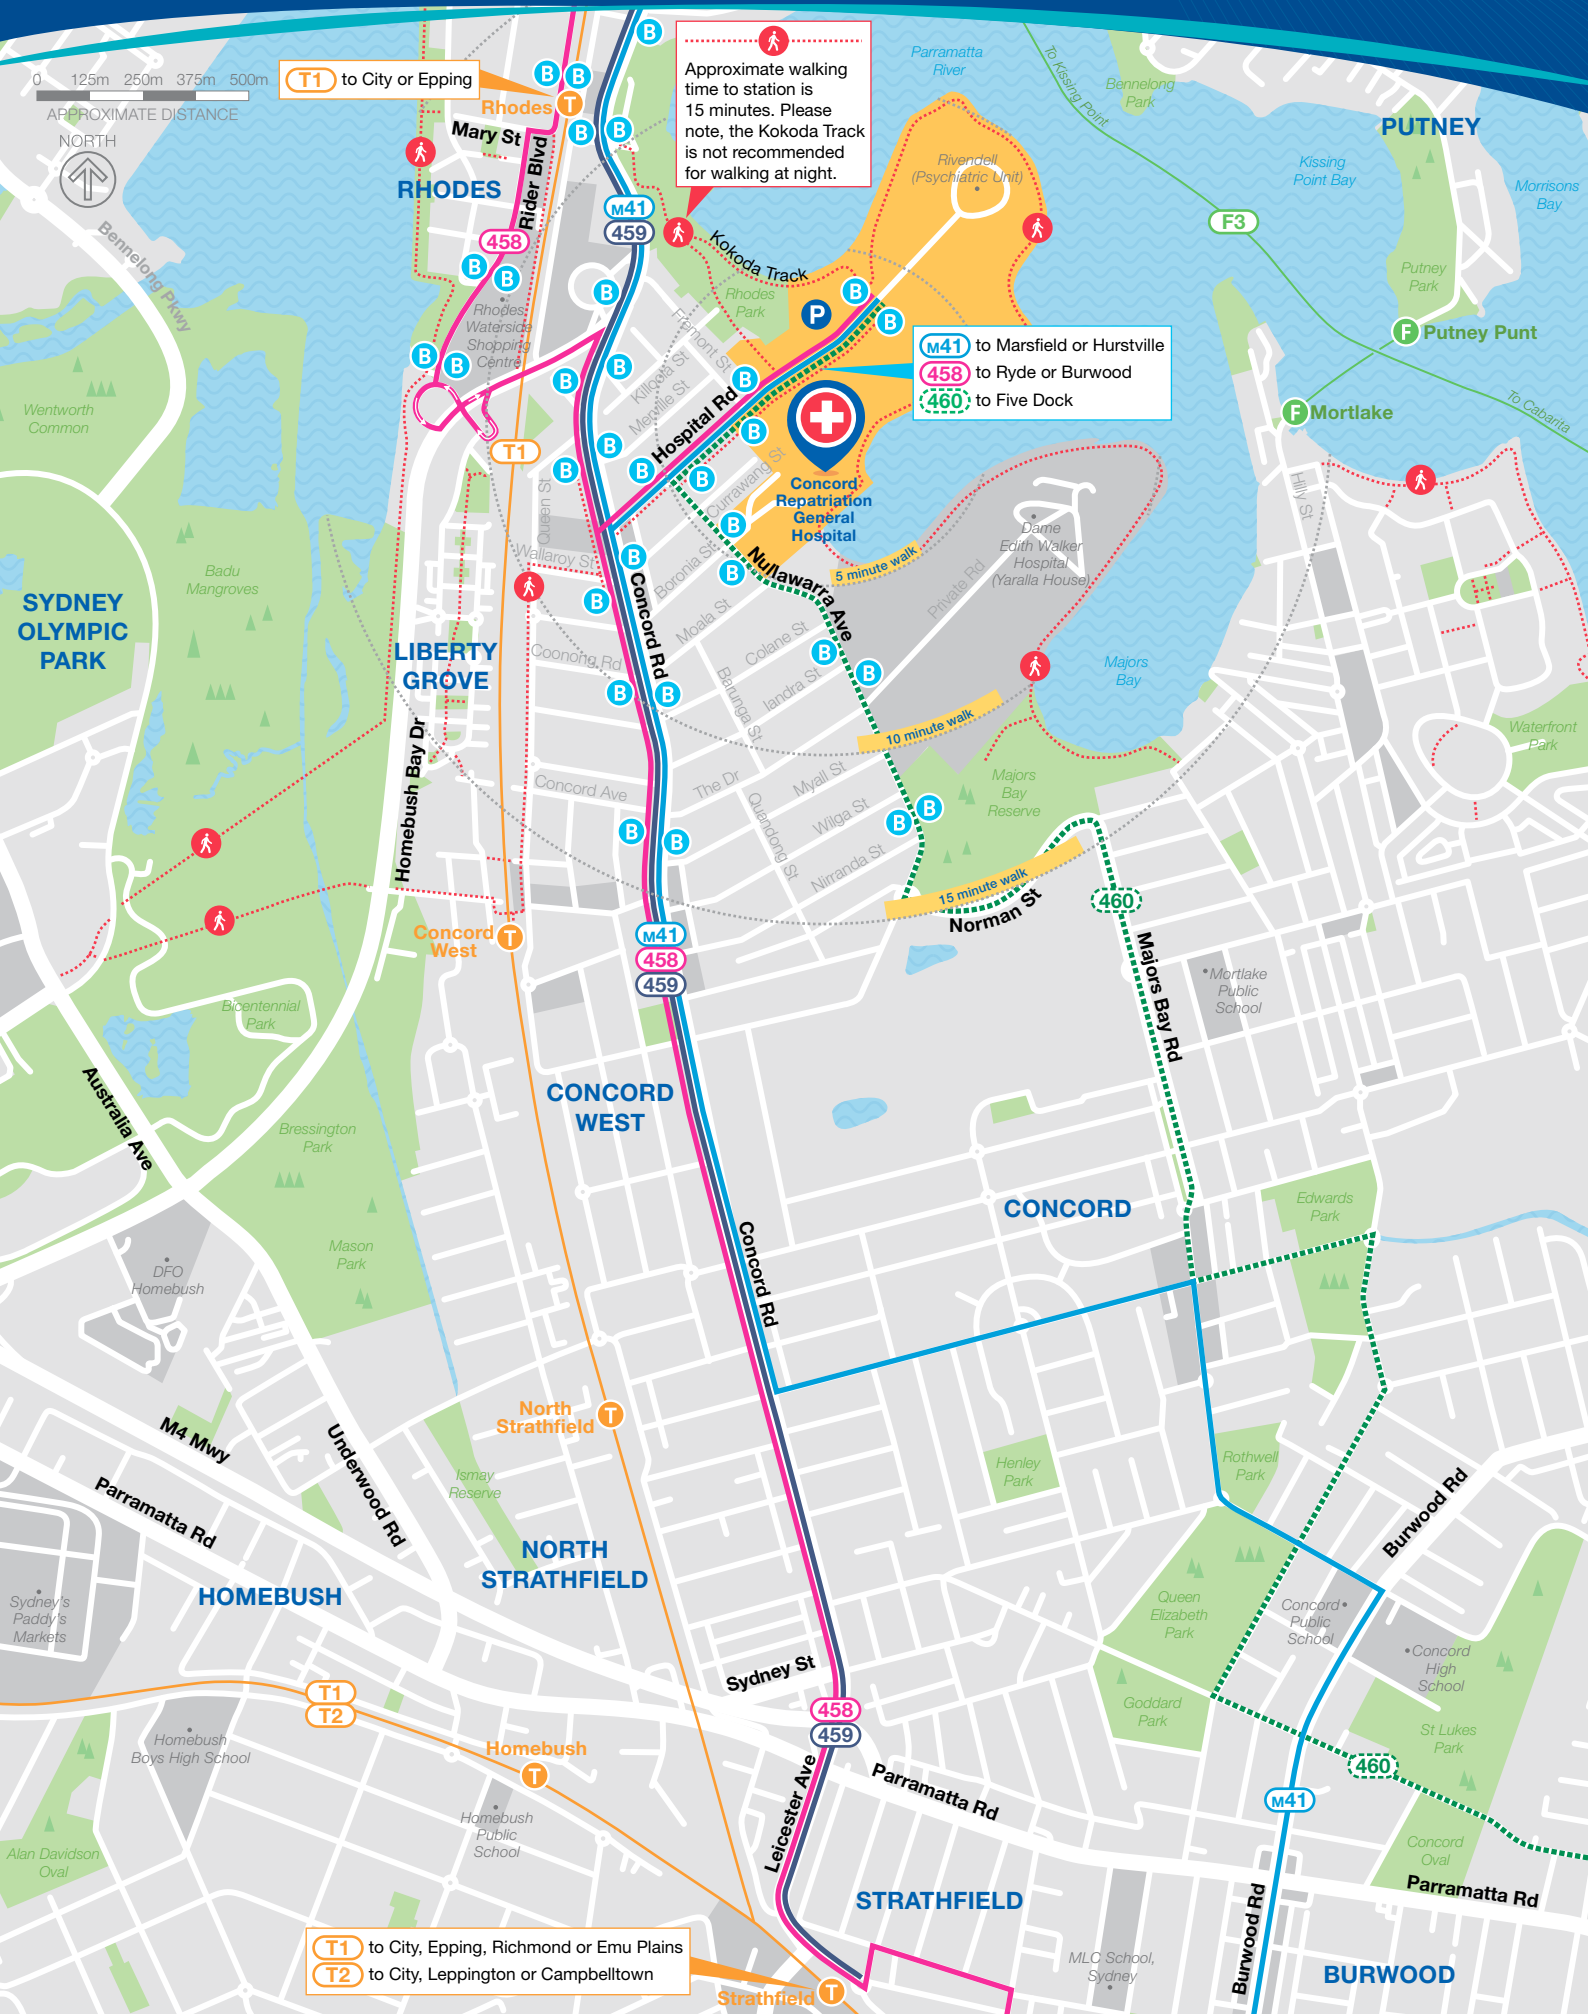 0 125m 250m 375m 500m
APPROXIMATE DISTANCE
NORTH
T1 to City or Epping
Rhodes T
Mary St
Rider Blvd
RHODES
458
B
B
B
B
B
M41
459
Approximate walking
time to station is
15 minutes. Please
note, the Kokoda Track
is not recommended
for walking at night.
Parramatta
River
To Kissing Point
Bennelong
Park
PUTNEY
Kissing
Point Bay
Morrisons
Bay
Rivendell
(Psychiatric Unit)
F3
Putney
Park
F Putney Punt
F Mortlake
To Cabarita
Bennelong Pkwy
Kokoda Track
Rhodes
Park
P
B
B
M41 to Marsfield or Hurstville
458 to Ryde or Burwood
460 to Five Dock
B
B
B
Rhodes
Waterside
Shopping
Centre
B
B
Fremont St
Killoola St
Merville St
Hospital Rd
B
B
B
B
B
B
B
B
T1
Wentworth
Common
Concord
Repatriation
General
Hospital
Currawang St
B
B
Queen St
Wallaroy St
B
B
Concord Rd
Boronia St
Moala St
Nullawarra Ave
5 minute walk
Private Rd
Dame
Edith Walker
Hospital
(Yaralla House)
Hilly St
Badu
Mangroves
SYDNEY
OLYMPIC
PARK
LIBERTY
GROVE
Coonong Rd
B
B
Colane St
Iandra St
Barunga St
B
B
Majors
Bay
10 minute walk
Waterfront
Park
Homebush Bay Dr
Concord Ave
The Dr
Quandong St
Myall St
Wilga St
Nirranda St
B
B
B
B
Majors
Bay
Reserve
15 minute walk
Norman St
460
Concord
West
T
M41
458
459
Majors Bay Rd
Mortlake
Public
School
Bicentennial
Park
Australia Ave
CONCORD
WEST
Bressington
Park
CONCORD
Edwards
Park
Mason
Park
DFO
Homebush
Concord Rd
North
Strathfield
T
M4 Mwy
Parramatta Rd
Underwood Rd
Ismay
Reserve
Henley
Park
Rothwell
Park
Burwood Rd
NORTH
STRATHFIELD
HOMEBUSH
Sydney's
Paddy's
Markets
Queen
Elizabeth
Park
Concord
Public
School
Concord
High
School
Sydney St
T1
T2
458
459
Goddard
Park
St Lukes
Park
Homebush
Boys High School
Homebush
T
460
M41
Leicester Ave
Parramatta Rd
Homebush
Public
School
Alan Davidson
Oval
Concord
Oval
STRATHFIELD
Parramatta Rd
Burwood Rd
T1 to City, Epping, Richmond or Emu Plains
T2 to City, Leppington or Campbelltown
Strathfield T
MLC School,
Sydney
BURWOOD